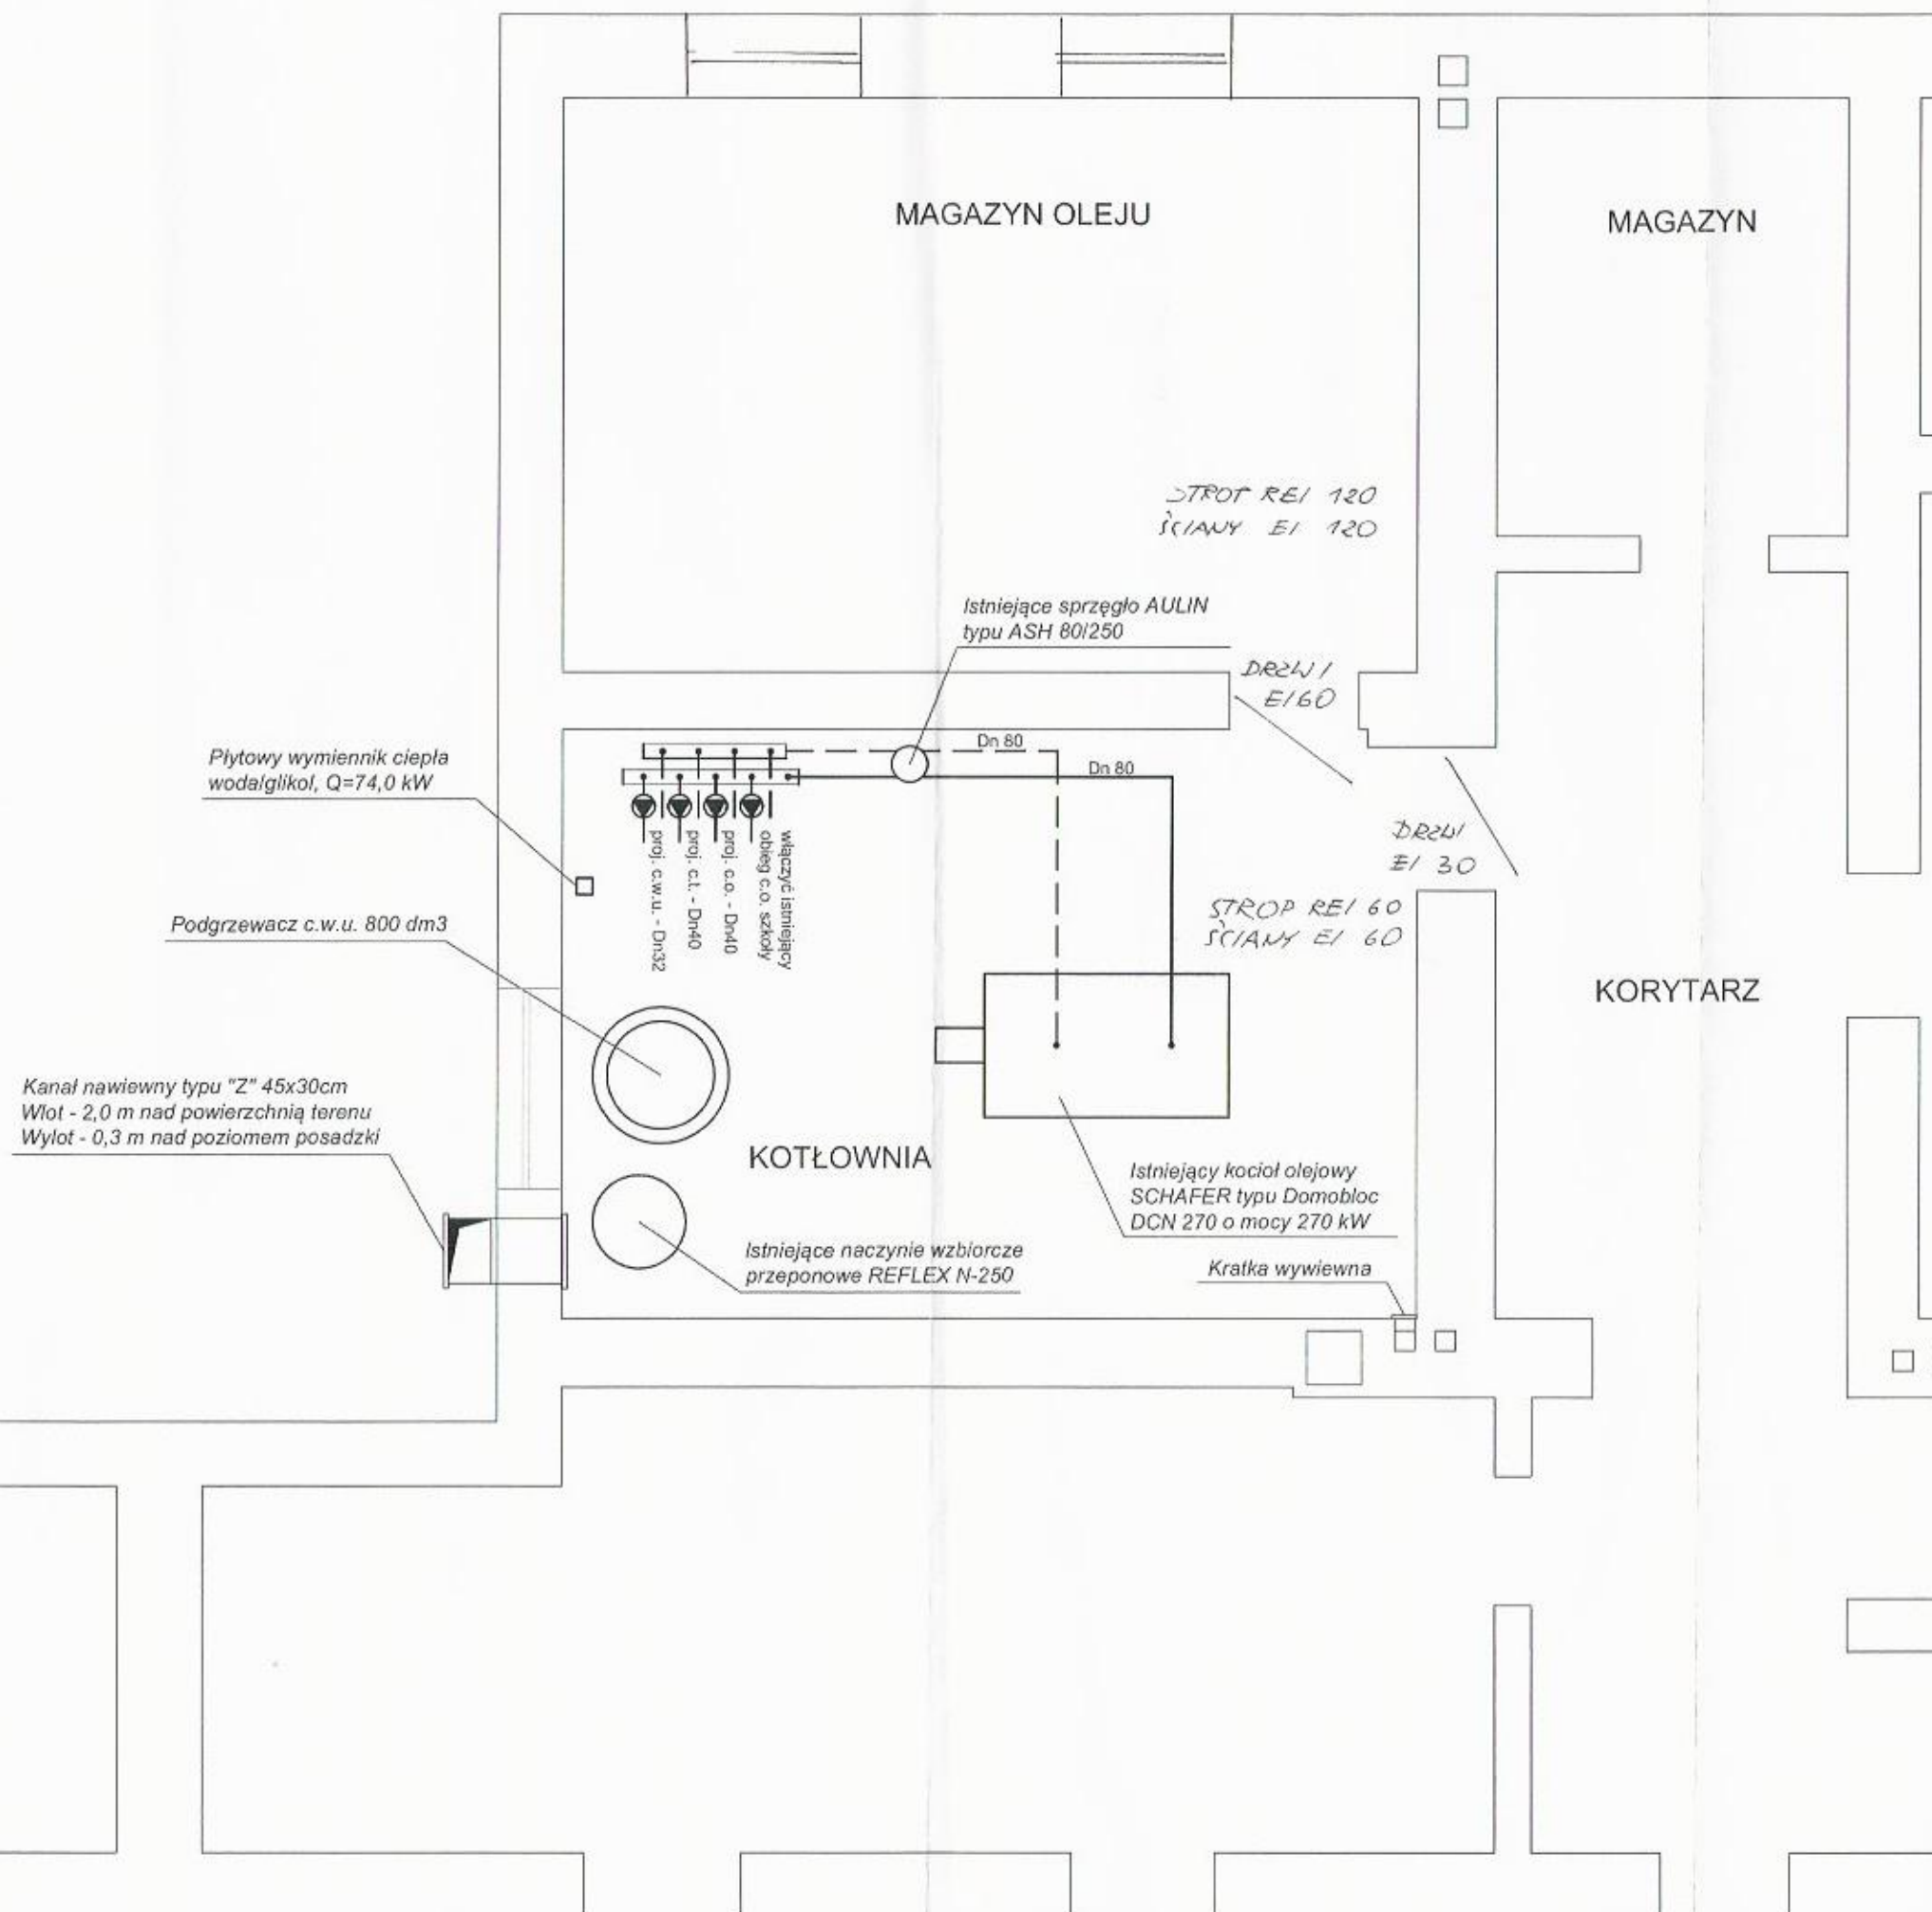 MAGAZYN OLEJU
MAGAZYN
STROP REI 120
ŚCIANY EI 120
Istniejące sprzęgło AULIN
typu ASH 80/250
DRZWI
EI 60
Płytowy wymiennik ciepła
woda/glikol, Q=74,0 kW
Dn 80
Dn 80
DRZWI
EI 30
proj. c.w.u. - Dn32
proj. c.t. - Dn40
proj. c.o. - Dn40
włączyć istniejący
obieg c.o. szkoły
STROP REI 60
ŚCIANY EI 60
Podgrzewacz c.w.u. 800 dm3
KORYTARZ
Kanał nawiewny typu "Z" 45x30cm
Wlot - 2,0 m nad powierzchnią terenu
Wylot - 0,3 m nad poziomem posadzki
KOTŁOWNIA
Istniejący kocioł olejowy
SCHAFER typu Domobloc
DCN 270 o mocy 270 kW
Istniejące naczynie wzbiorcze
przeponowe REFLEX N-250
Kratka wywiewna